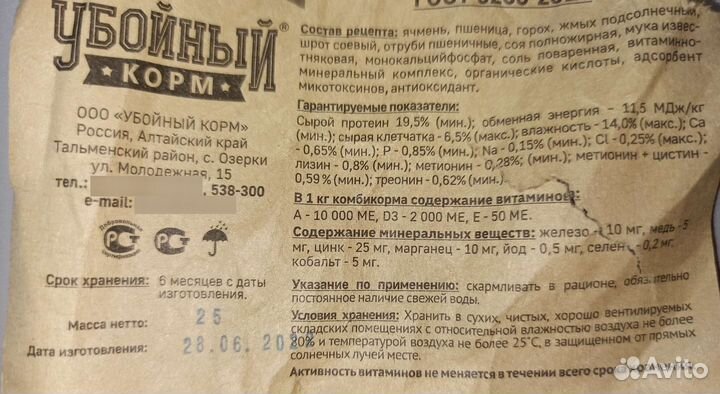 УБОЙНЫЙ®
КОРМ
ООО «УБОЙНЫЙ КОРМ»
Россия, Алтайский край
Тальменский район, с. Озерки
ул. Молодежная, 15
тел.: 538-300
e-mail:
Добровольная
сертификация
Срок хранения: 6 месяцев с даты
изготовления.
Масса нетто: 25
Дата изготовления: 28.06.
ГОСТ
Состав рецепта: ячмень, пшеница, горох, жмых подсолнечный,
шрот соевый, отруби пшеничные, соя полножирная, мука извес-
тняковая, монокальцийфосфат, соль поваренная, витаминно-
минеральный комплекс, органические кислоты, адсорбент
микотоксинов, антиоксидант.
Гарантируемые показатели:
Сырой протеин 19,5% (мин.); обменная энергия – 11,5 МДж/кг
(мин.); сырая клетчатка - 6,5% (макс.); влажность - 14,0% (макс.); Ca
- 0,65% (мин.); P - 0,85% (мин.); Na - 0,15% (мин.); Cl - 0,25% (макс.);
лизин - 0,8% (мин.); метионин - 0,28%; (мин.); метионин + цистин -
0,59 % (мин.); треонин - 0,62% (мин.).
В 1 кг комбикорма содержание витаминов:
A - 10 000 МЕ, D3 - 2 000 МЕ, E - 50 МЕ.
Содержание минеральных веществ: железо - 10 мг, медь - 5
мг, цинк - 25 мг, марганец - 10 мг, йод - 0,5 мг, селен - 0,2 мг,
кобальт - 5 мг.
Указание по применению: скармливать в рационе, обязательно
постоянное наличие свежей воды.
Условия хранения: Хранить в сухих, чистых, хорошо вентилируемых
складских помещениях с относительной влажностью воздуха не более
80% и температурой воздуха не более 25°С, в защищенном от прямых
солнечных лучей месте.
Активность витаминов не меняется в течении всего срока хранения.
Avito